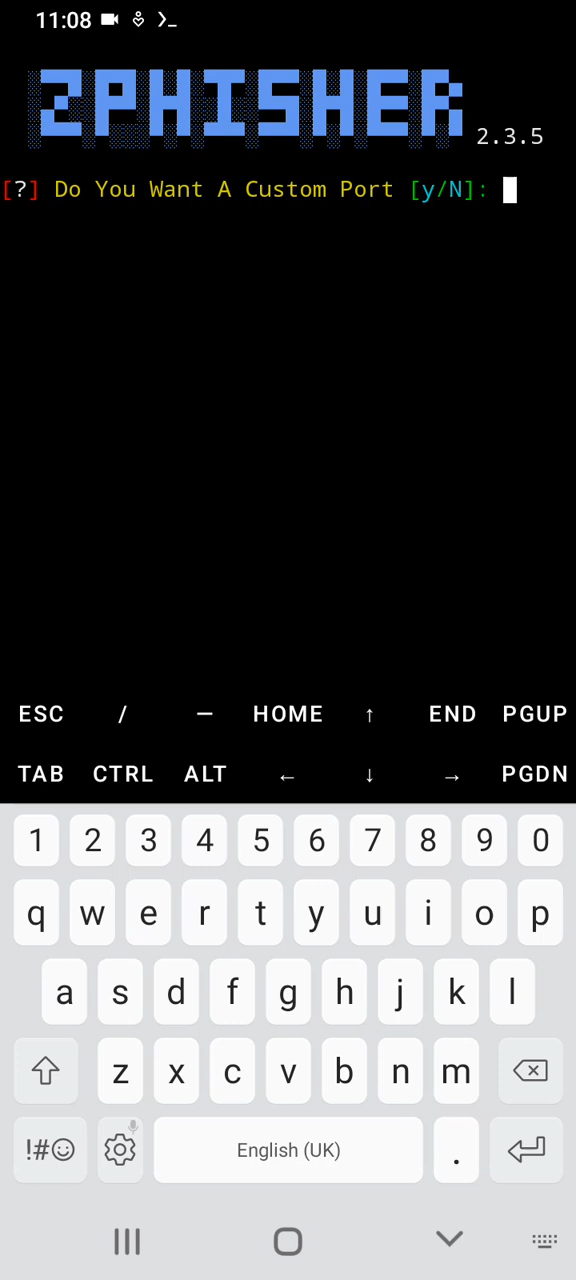 11:08
ZPHISHER 2.3.5
[?] Do You Want A Custom Port [y/N]:
ESC / — HOME ↑ END PGUP
TAB CTRL ALT ← ↓ → PGDN
1 2 3 4 5 6 7 8 9 0
q w e r t y u i o p
a s d f g h j k l
z x c v b n m
!#☺ English (UK) .